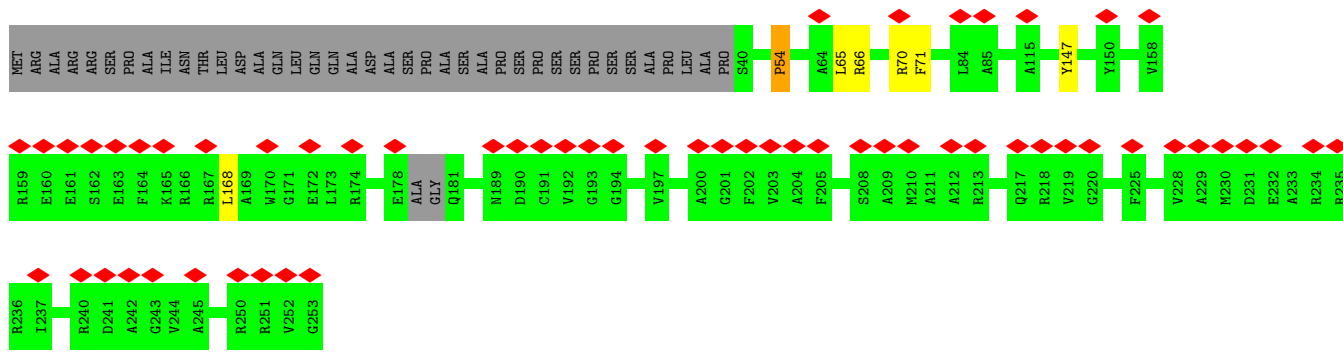 MET ARG ALA ARG ARG SER PRO ALA ILE ASN THR LEU ASP ALA GLN LEU GLN GLN ALA ASP ALA SER PRO ALA SER ALA PRO SER PRO SER SER PRO SER SER ALA PRO LEU ALA PRO S40 P54 A64 L65 R66 R70 F71 L84 A85 A115 Y147 Y150 V158
R159 E160 E161 S162 E163 F164 K165 R166 R167 L168 A169 W170 G171 E172 L173 R174 E178 ALA GLY Q181 N189 D190 C191 V192 G193 G194 V197 A200 G201 F202 V203 A204 F205 S208 A209 M210 A211 A212 R213 Q217 R218 V219 G220 F225 V228 A229 M230 D231 E232 A233 R234 R235
R236 I237 R240 D241 A242 G243 V244 A245 R250 R251 V252 G253